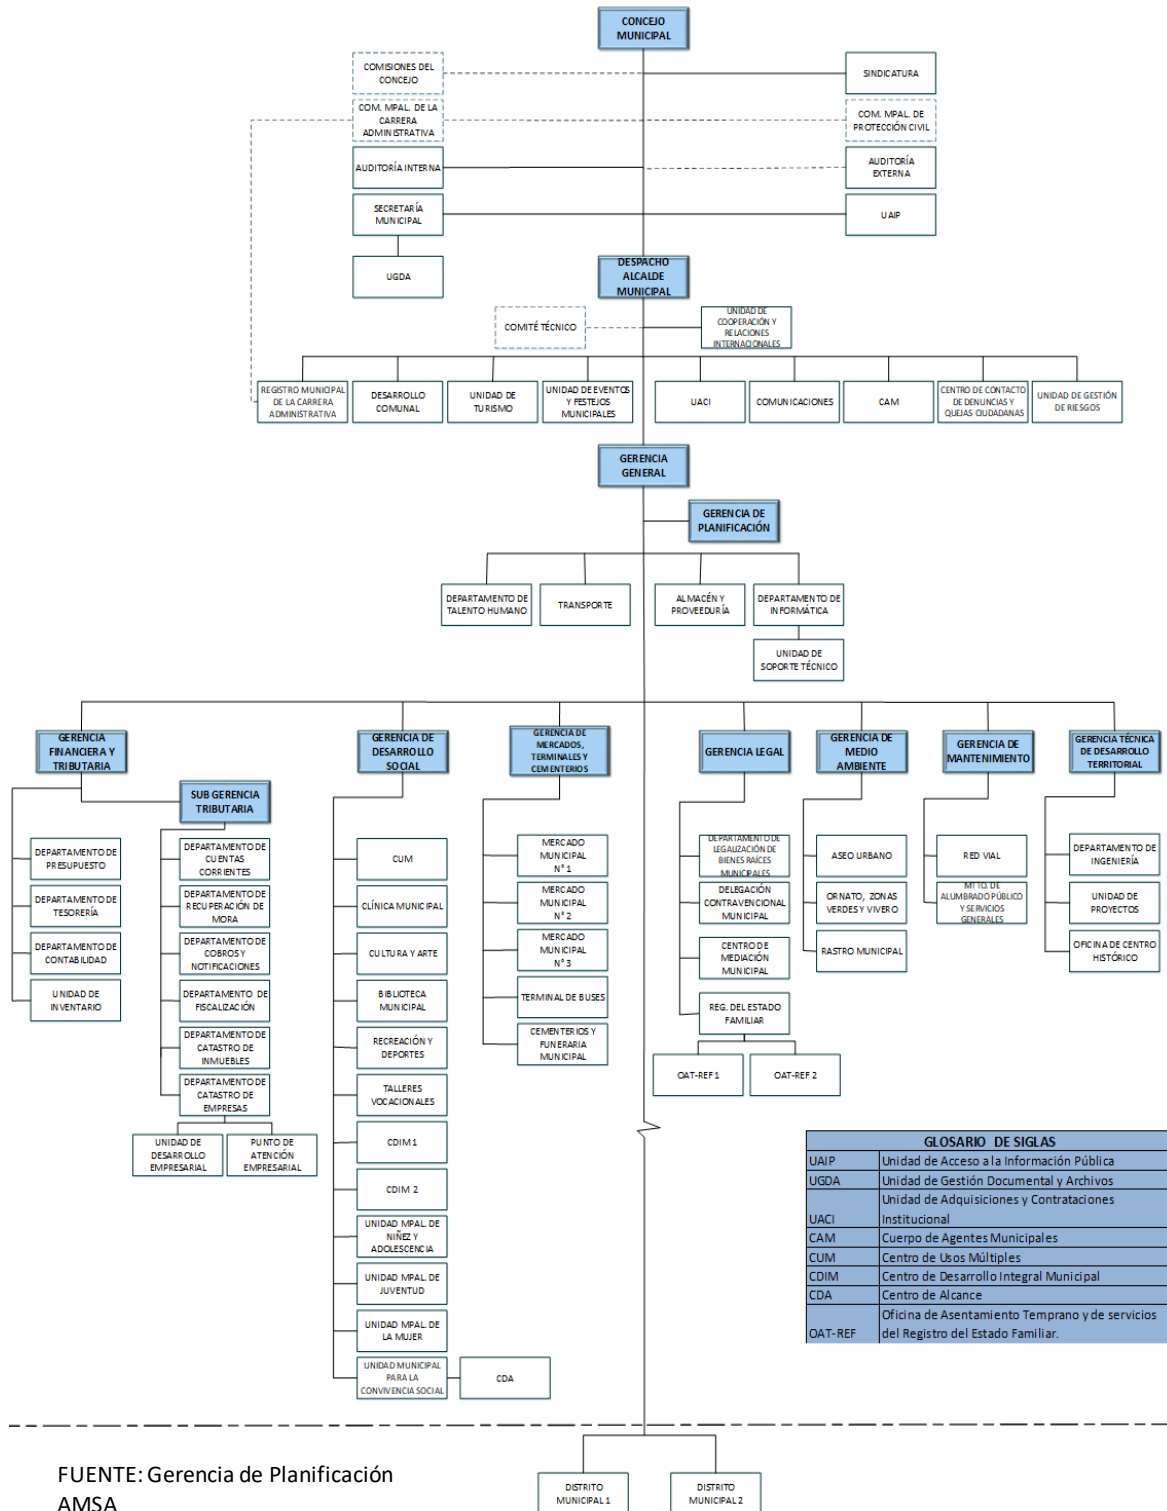 CONCEJO
MUNICIPAL
COMISIONES DEL
CONCEJO
SINDICATURA
COM. MPAL. DE LA
CARRERA
ADMINISTRATIVA
COM. MPAL. DE
PROTECCIÓN CIVIL
AUDITORÍA INTERNA
AUDITORÍA
EXTERNA
SECRETARÍA
MUNICIPAL
UAIP
UGDA
DESPACHO
ALCALDE
MUNICIPAL
COMITÉ TÉCNICO
UNIDAD DE
COOPERACIÓN Y
RELACIONES
INTERNACIONALES
REGISTRO MUNICIPAL
DE LA CARRERA
ADMINISTRATIVA
DESARROLLO
COMUNAL
UNIDAD DE
TURISMO
UNIDAD DE EVENTOS
Y FESTEJOS
MUNICIPALES
UACI
COMUNICACIONES
CAM
CENTRO DE CONTACTO
DE DENUNCIAS Y
QUEJAS CIUDADANAS
UNIDAD DE GESTIÓN
DE RIESGOS
GERENCIA
GENERAL
GERENCIA DE
PLANIFICACIÓN
DEPARTAMENTO DE
TALENTO HUMANO
TRANSPORTE
ALMACÉN Y
PROVEEDURÍA
DEPARTAMENTO DE
INFORMÁTICA
UNIDAD DE
SOPORTE TÉCNICO
GERENCIA
FINANCIERA Y
TRIBUTARIA
SUB GERENCIA
TRIBUTARIA
DEPARTAMENTO DE
PRESUPUESTO
DEPARTAMENTO DE
TESORERÍA
DEPARTAMENTO DE
CONTABILIDAD
UNIDAD DE
INVENTARIO
DEPARTAMENTO DE
CUENTAS
CORRIENTES
DEPARTAMENTO DE
RECUPERACIÓN DE
MORA
DEPARTAMENTO DE
COBROS Y
NOTIFICACIONES
DEPARTAMENTO DE
FISCALIZACIÓN
DEPARTAMENTO DE
CATASTRO DE
INMUEBLES
DEPARTAMENTO DE
CATASTRO DE
EMPRESAS
UNIDAD DE
DESARROLLO
EMPRESARIAL
PUNTO DE
ATENCIÓN
EMPRESARIAL
GERENCIA DE
DESARROLLO
SOCIAL
CUM
CLÍNICA MUNICIPAL
CULTURA Y ARTE
BIBLIOTECA
MUNICIPAL
RECREACIÓN Y
DEPORTES
TALLERES
VOCACIONALES
CDIM 1
CDIM 2
UNIDAD MPAL. DE
NIÑEZ Y
ADOLESCENCIA
UNIDAD MPAL. DE
JUVENTUD
UNIDAD MPAL. DE
LA MUJER
UNIDAD MUNICIPAL
PARA LA
CONVIVENCIA SOCIAL
CDA
GERENCIA DE
MERCADOS,
TERMINALES Y
CEMENTERIOS
MERCADO
MUNICIPAL
N° 1
MERCADO
MUNICIPAL
N° 2
MERCADO
MUNICIPAL
N° 3
TERMINAL DE BUSES
CEMENTERIOS Y
FUNERARIA
MUNICIPAL
GERENCIA LEGAL
DEPARTAMENTO DE
LEGALIZACIÓN DE
BIENES RAÍCES
MUNICIPALES
DELEGACIÓN
CONTRAVENCIONAL
MUNICIPAL
CENTRO DE
MEDIACIÓN
MUNICIPAL
REG. DEL ESTADO
FAMILIAR
OAT-REF 1
OAT-REF 2
GERENCIA DE
MEDIO
AMBIENTE
ASEO URBANO
ORNATO, ZONAS
VERDES Y VIVERO
RASTRO MUNICIPAL
GERENCIA DE
MANTENIMIENTO
RED VIAL
MTTO. DE
ALUMBRADO PÚBLICO
Y SERVICIOS
GENERALES
GERENCIA TÉCNICA
DE DESARROLLO
TERRITORIAL
DEPARTAMENTO DE
INGENIERÍA
UNIDAD DE
PROYECTOS
OFICINA DE CENTRO
HISTÓRICO
GLOSARIO DE SIGLAS
UAIP Unidad de Acceso a la Información Pública
UGDA Unidad de Gestión Documental y Archivos
Unidad de Adquisiciones y Contrataciones
UACI Institucional
CAM Cuerpo de Agentes Municipales
CUM Centro de Usos Múltiples
CDIM Centro de Desarrollo Integral Municipal
CDA Centro de Alcance
Oficina de Asentamiento Temprano y de servicios
OAT-REF del Registro del Estado Familiar.
DISTRITO
MUNICIPAL 1
DISTRITO
MUNICIPAL 2
FUENTE: Gerencia de Planificación
AMSA